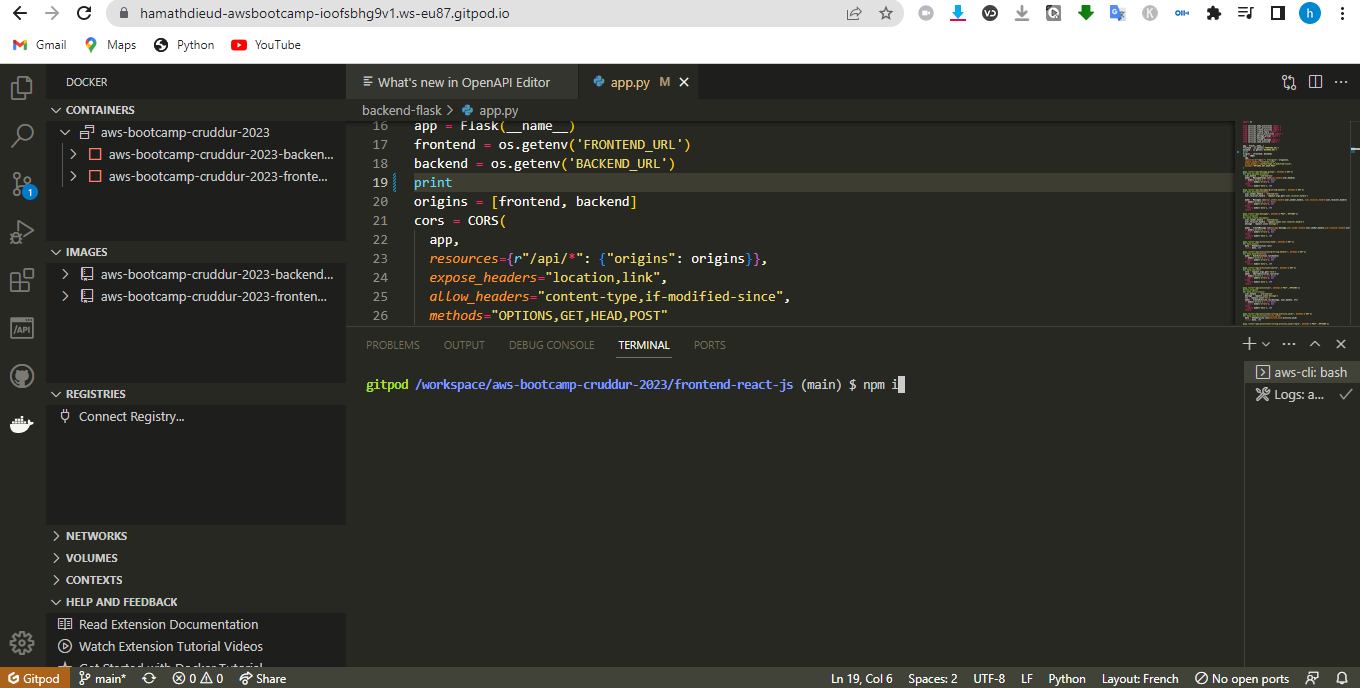 hamathdieud-awsbootcamp-ioofsbhg9v1.ws-eu87.gitpod.io
Gmail Maps Python YouTube
DOCKER
CONTAINERS
aws-bootcamp-cruddur-2023
aws-bootcamp-cruddur-2023-backen...
aws-bootcamp-cruddur-2023-fronte...
IMAGES
aws-bootcamp-cruddur-2023-backend...
aws-bootcamp-cruddur-2023-fronten...
REGISTRIES
Connect Registry...
NETWORKS
VOLUMES
CONTEXTS
HELP AND FEEDBACK
Read Extension Documentation
Watch Extension Tutorial Videos
Get Started with Docker Tutorial
What's new in OpenAPI Editor
app.py M
backend-flask > app.py
16 app = Flask(__name__)
17 frontend = os.getenv('FRONTEND_URL')
18 backend = os.getenv('BACKEND_URL')
19 print
20 origins = [frontend, backend]
21 cors = CORS(
22 app,
23 resources={r"/api/*": {"origins": origins}},
24 expose_headers="location,link",
25 allow_headers="content-type,if-modified-since",
26 methods="OPTIONS,GET,HEAD,POST"
PROBLEMS OUTPUT DEBUG CONSOLE TERMINAL PORTS
gitpod /workspace/aws-bootcamp-cruddur-2023/frontend-react-js (main) $ npm i
aws-cli: bash
Logs: a...
Gitpod main* 0 0 Share Ln 19, Col 6 Spaces: 2 UTF-8 LF Python Layout: French No open ports
h
1
/API